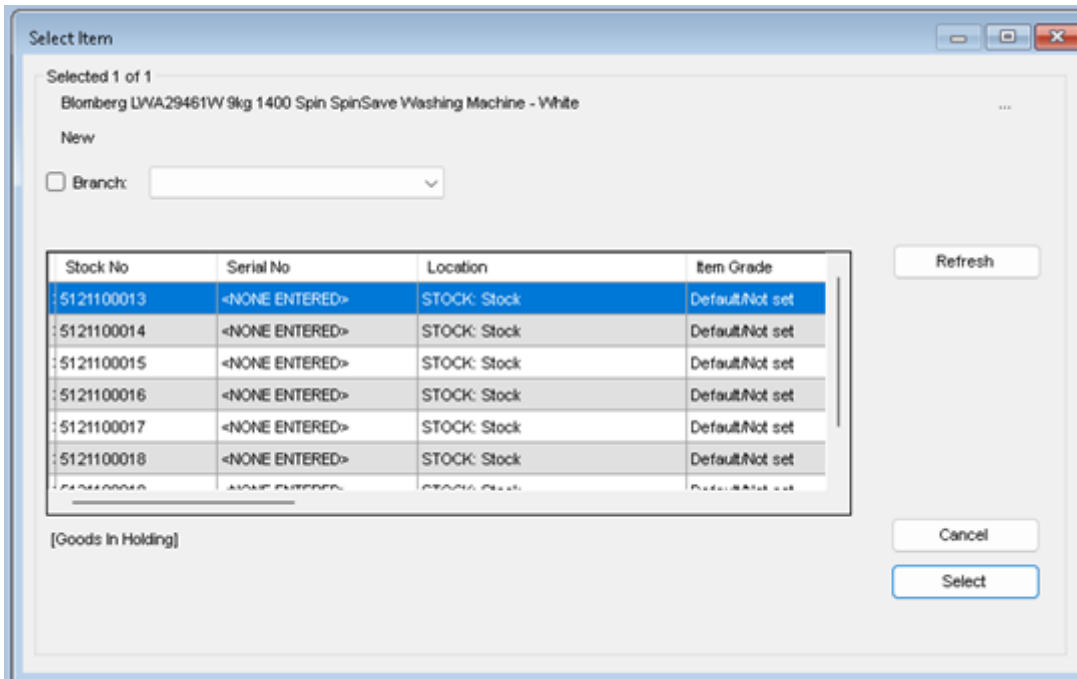 Select Item
Selected 1 of 1
Blomberg LWA29461W 9kg 1400 Spin SpinSave Washing Machine - White
...
New
Branch:
Stock No Serial No Location Item Grade
Refresh
5121100013 <NONE ENTERED> STOCK: Stock Default/Not set
5121100014 <NONE ENTERED> STOCK: Stock Default/Not set
5121100015 <NONE ENTERED> STOCK: Stock Default/Not set
5121100016 <NONE ENTERED> STOCK: Stock Default/Not set
5121100017 <NONE ENTERED> STOCK: Stock Default/Not set
5121100018 <NONE ENTERED> STOCK: Stock Default/Not set
[Goods In Holding]
Cancel
Select